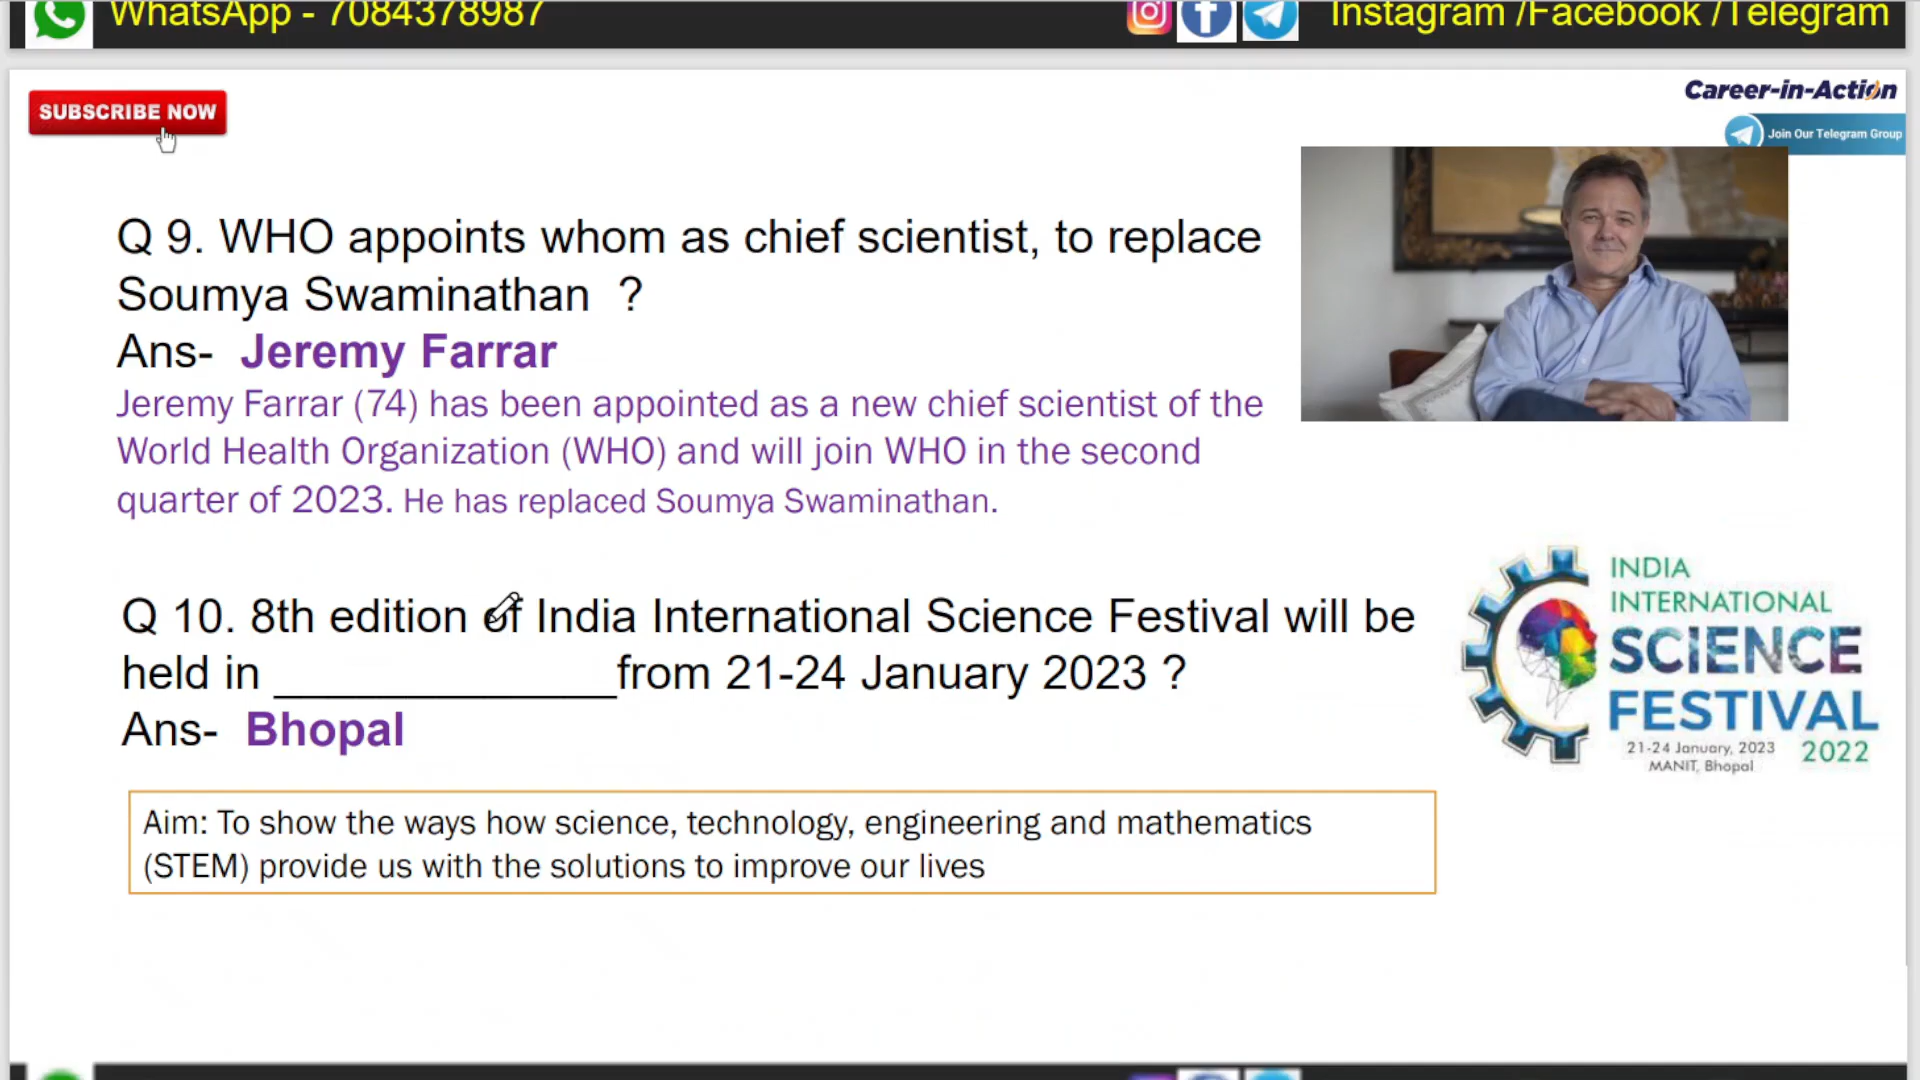 WhatsApp - 7084378987
Instagram /Facebook /Telegram
SUBSCRIBE NOW
Career-in-Action
Join Our Telegram Group
Q 9. WHO appoints whom as chief scientist, to replace
Soumya Swaminathan ?
Ans- Jeremy Farrar
Jeremy Farrar (74) has been appointed as a new chief scientist of the
World Health Organization (WHO) and will join WHO in the second
quarter of 2023. He has replaced Soumya Swaminathan.
Q 10. 8th edition of India International Science Festival will be
held in ______________from 21-24 January 2023 ?
Ans- Bhopal
INDIA
INTERNATIONAL
SCIENCE
FESTIVAL
21-24 January, 2023
MANIT, Bhopal
2022
Aim: To show the ways how science, technology, engineering and mathematics
(STEM) provide us with the solutions to improve our lives